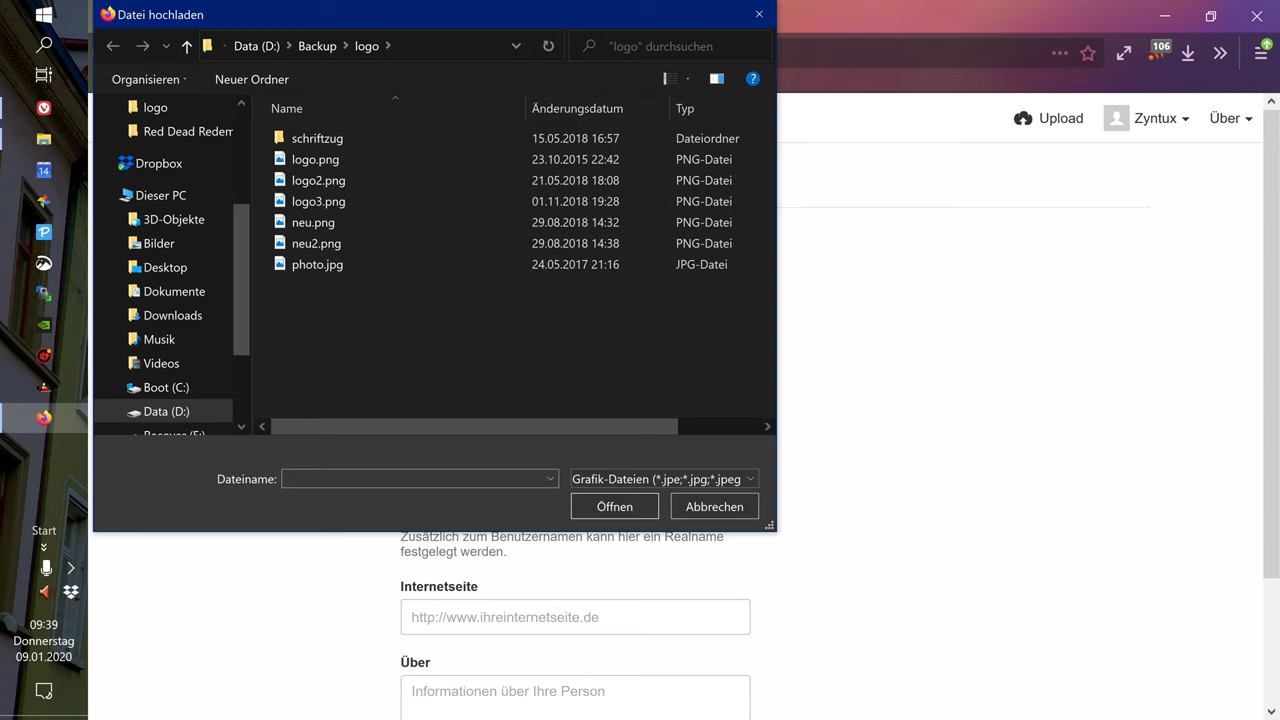 Datei hochladen
Data (D:) Backup logo
"logo" durchsuchen
Organisieren
Neuer Ordner
106
logo
Red Dead Redem
Dropbox
Dieser PC
3D-Objekte
Bilder
Desktop
Dokumente
Downloads
Musik
Videos
Boot (C:)
Data (D:)
Name Änderungsdatum Typ
schriftzug 15.05.2018 16:57 Dateiordner
logo.png 23.10.2015 22:42 PNG-Datei
logo2.png 21.05.2018 18:08 PNG-Datei
logo3.png 01.11.2018 19:28 PNG-Datei
neu.png 29.08.2018 14:32 PNG-Datei
neu2.png 29.08.2018 14:38 PNG-Datei
photo.jpg 24.05.2017 21:16 JPG-Datei
Dateiname:
Grafik-Dateien (*.jpe;*.jpg;*.jpeg
Öffnen
Abbrechen
Upload Zyntux Über
Zusätzlich zum Benutzernamen kann hier ein Realname
festgelegt werden.
Internetseite
http://www.ihreinternetseite.de
Über
Informationen über Ihre Person
14
Start
09:39
Donnerstag
09.01.2020